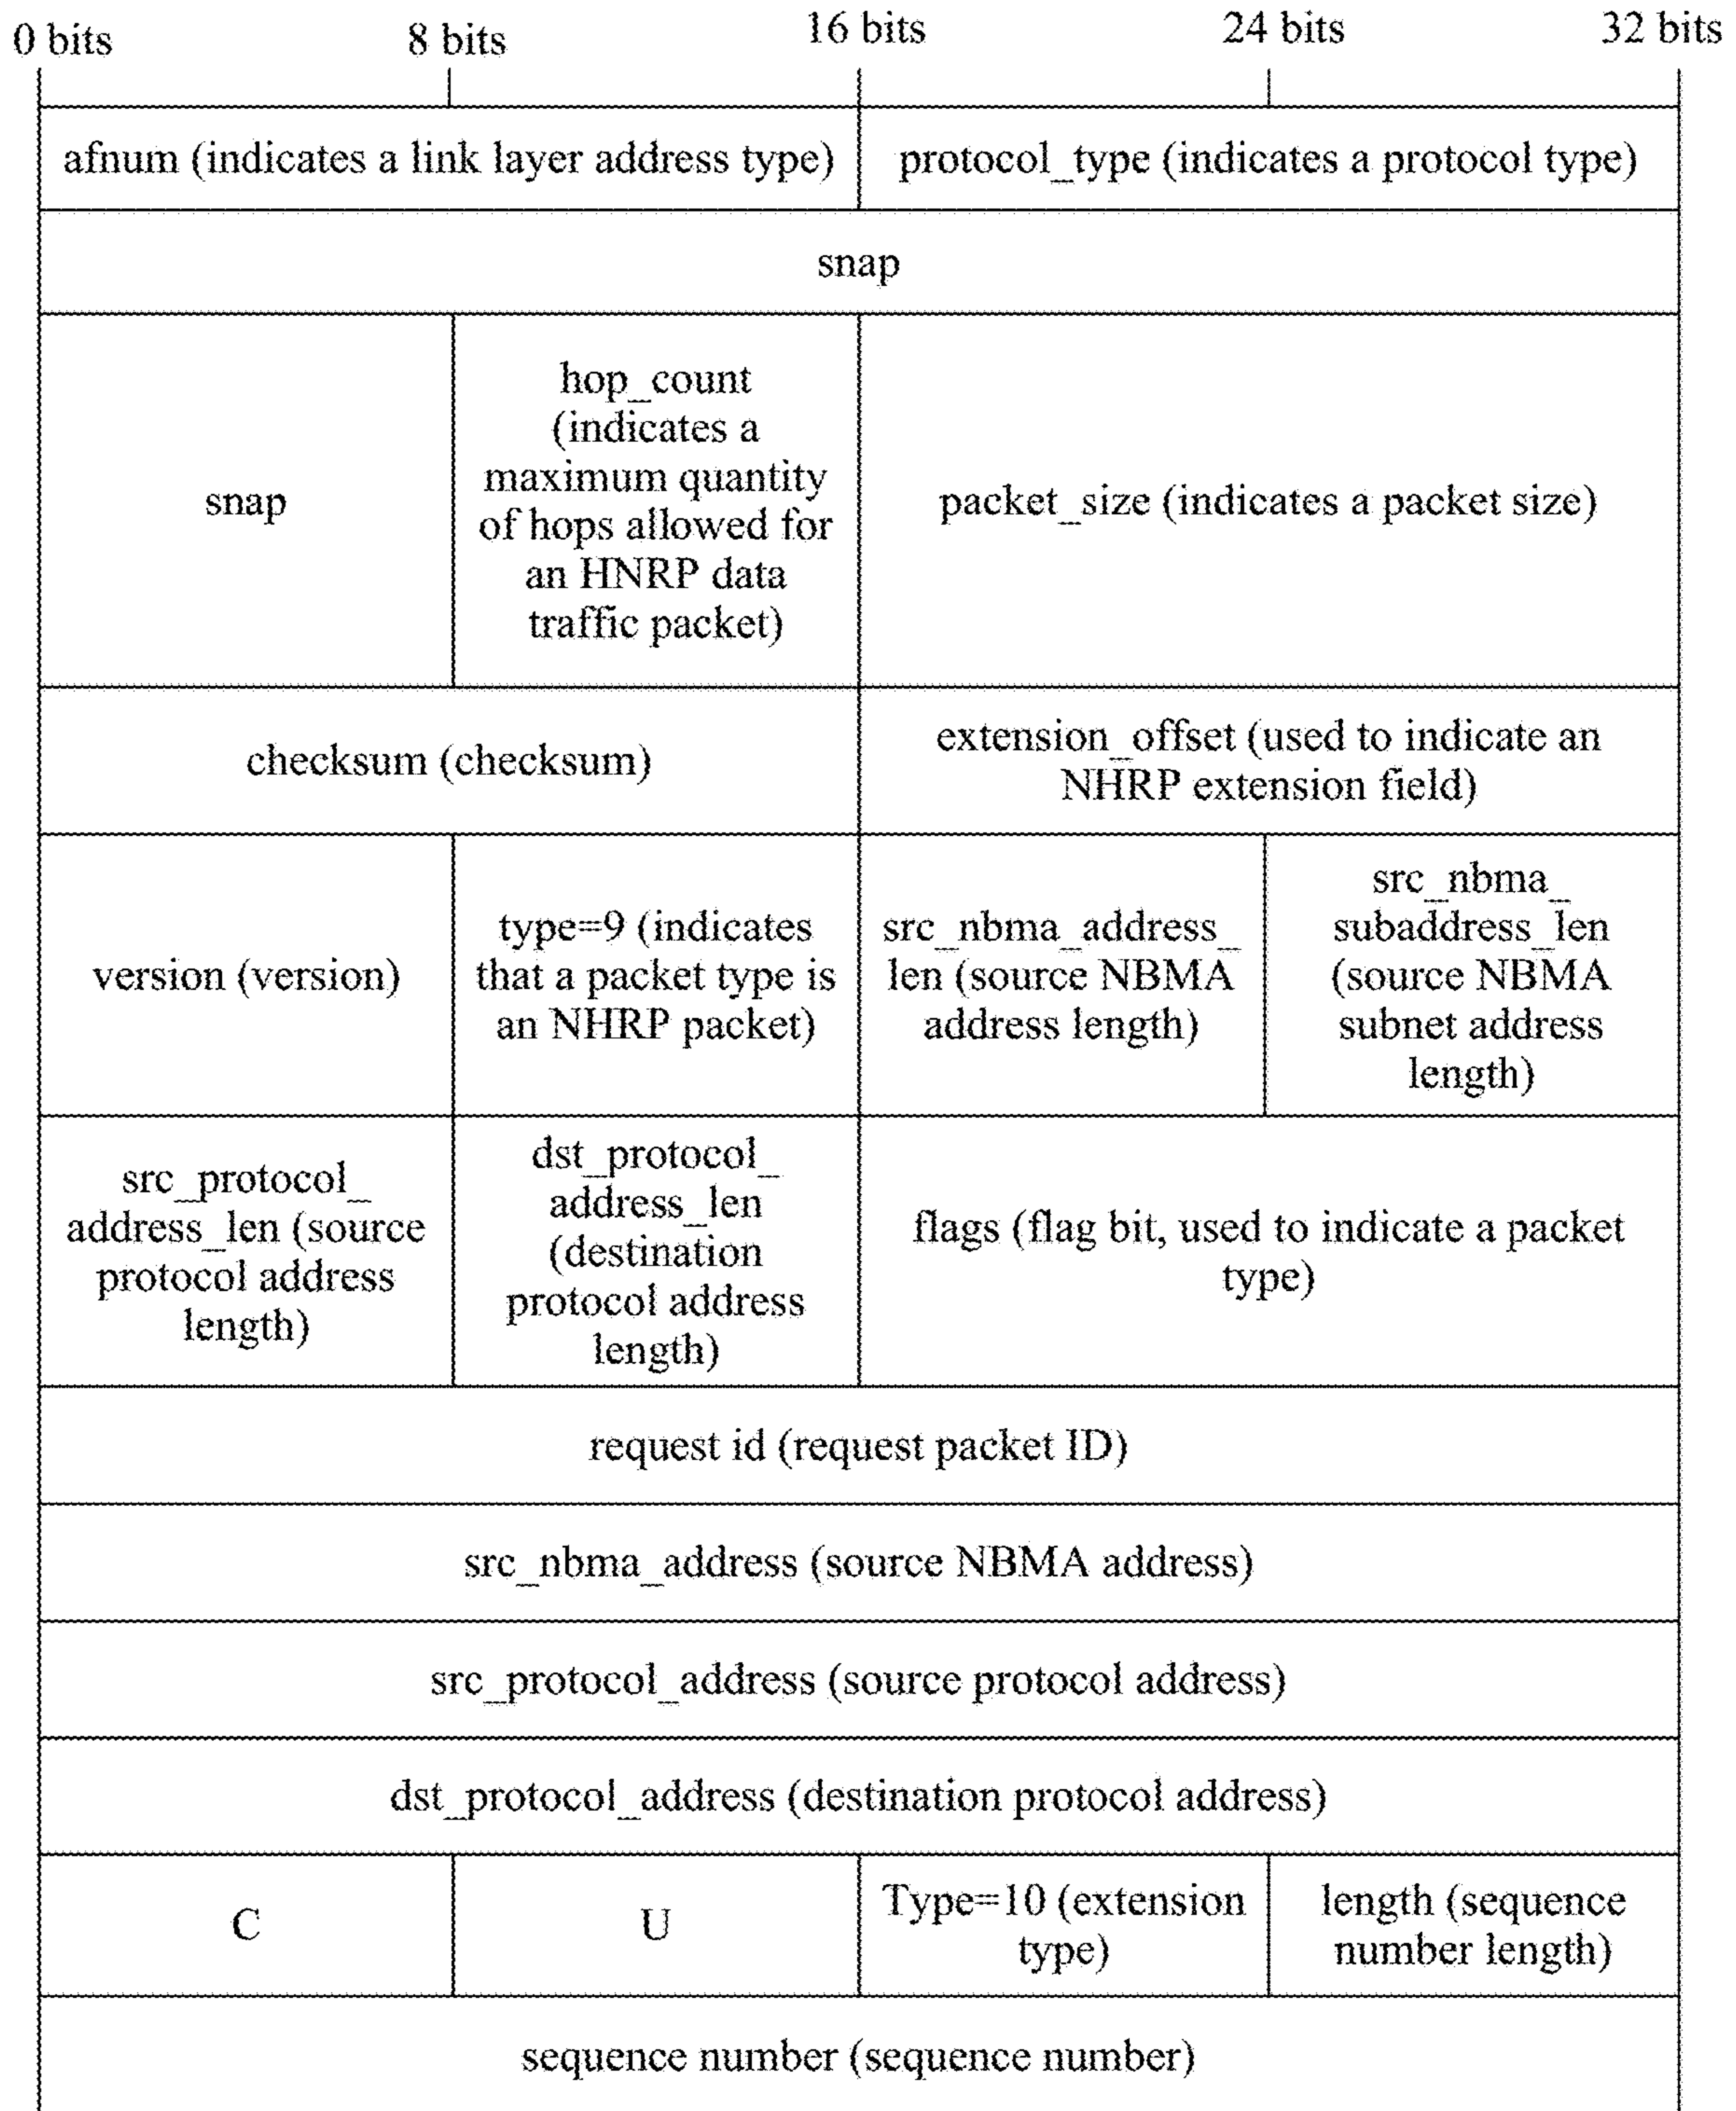 0 bits 8 bits 16 bits 24 bits 32 bits
afnum (indicates a link layer address type)
protocol_type (indicates a protocol type)
snap
snap
hop_count
(indicates a
maximum quantity
of hops allowed for
an HNRP data
traffic packet)
packet_size (indicates a packet size)
checksum (checksum)
extension_offset (used to indicate an
NHRP extension field)
version (version)
type=9 (indicates
that a packet type is
an NHRP packet)
src_nbma_address_
len (source NBMA
address length)
src_nbma_
subaddress_len
(source NBMA
subnet address
length)
src_protocol_
address_len (source
protocol address
length)
dst_protocol_
address_len
(destination
protocol address
length)
flags (flag bit, used to indicate a packet
type)
request id (request packet ID)
src_nbma_address (source NBMA address)
src_protocol_address (source protocol address)
dst_protocol_address (destination protocol address)
C
U
Type=10 (extension
type)
length (sequence
number length)
sequence number (sequence number)